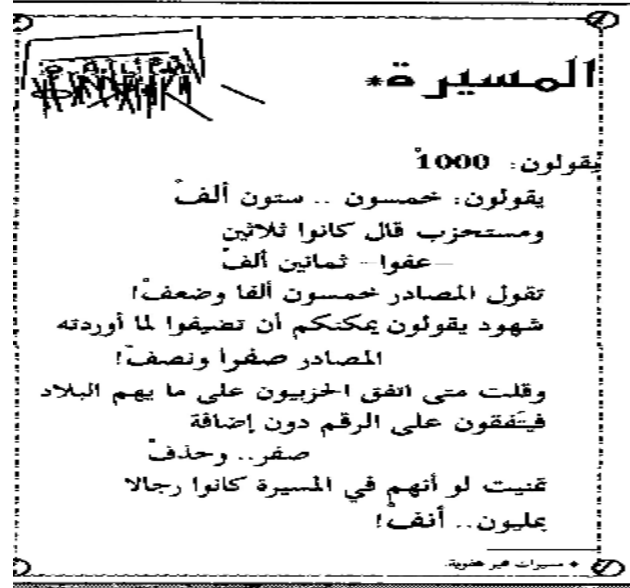 المسيرة*
يقولون: 1000
يقولون: خمسون .. ستون ألفْ
ومستحزب قال كانوا ثلاثين
–عفوا– ثمانين ألفْ
تقول المصادر خمسون ألفا وضعفْ!
شهود يقولون يمكنكم أن تضيفوا لما أوردته
المصادر صفرا ونصفْ!
وقلت متى اتفق الحزبيون على ما يهم البلاد
فيتفقون على الرقم دون إضافة
صفر.. وحذفْ
تمنيت لو أنهم في المسيرة كانوا رجالا
بمليون.. أنفْ!
* مسيرات غير عفوية.